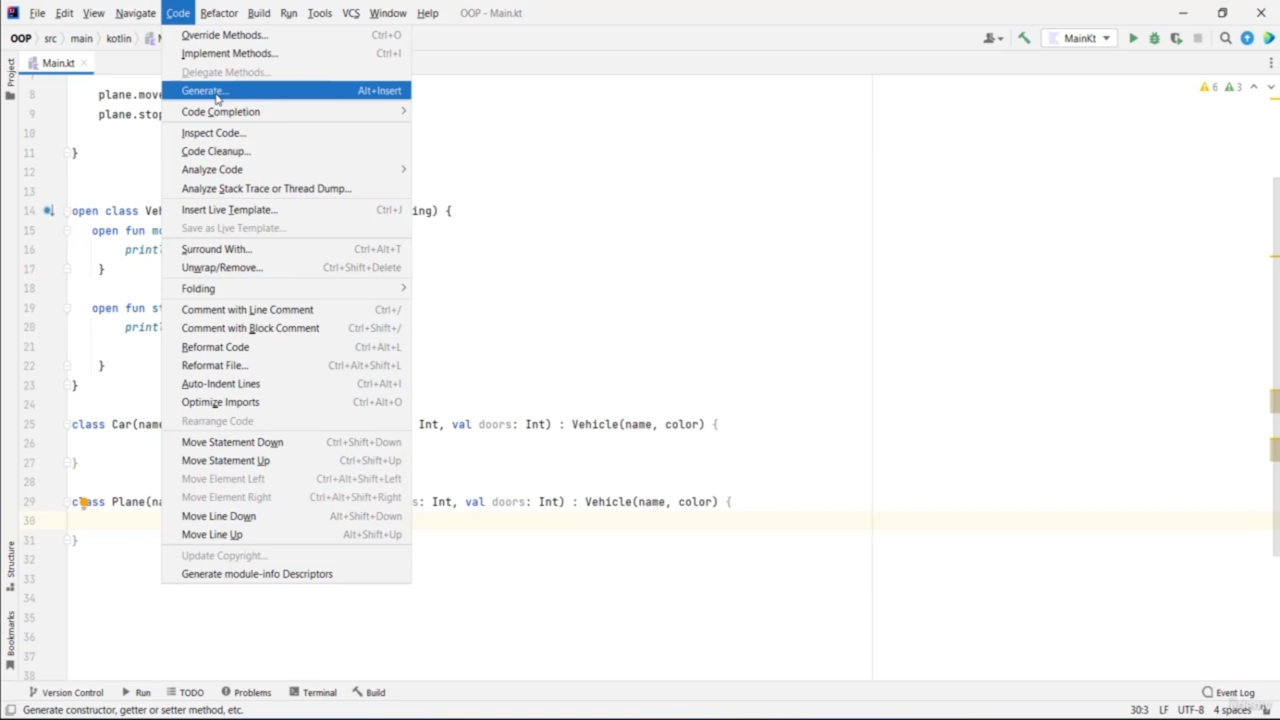 File Edit View Navigate Code Refactor Build Run Tools VCS Window Help OOP - Main.kt
OOP src main kotlin MainKt
Main.kt
Override Methods... Ctrl+O
Implement Methods... Ctrl+I
Delegate Methods...
Generate... Alt+Insert
Code Completion
Inspect Code...
Code Cleanup...
Analyze Code
Analyze Stack Trace or Thread Dump...
Insert Live Template... Ctrl+J
Save as Live Template...
Surround With... Ctrl+Alt+T
Unwrap/Remove... Ctrl+Shift+Delete
Folding
Comment with Line Comment Ctrl+/
Comment with Block Comment Ctrl+Shift+/
Reformat Code Ctrl+Alt+L
Reformat File... Ctrl+Alt+Shift+L
Auto-Indent Lines Ctrl+Alt+I
Optimize Imports Ctrl+Alt+O
Rearrange Code
Move Statement Down Ctrl+Shift+Down
Move Statement Up Ctrl+Shift+Up
Move Element Left Ctrl+Alt+Shift+Left
Move Element Right Ctrl+Alt+Shift+Right
Move Line Down Alt+Shift+Down
Move Line Up Alt+Shift+Up
Update Copyright...
Generate module-info Descriptors
6 3
7
8 plane.move
9 plane.stop
10
11 }
12
13
14 open class Veh ing) {
15 open fun mo
16 printl
17 }
18
19 open fun st
20 printl
21
22 }
23 }
24
25 class Car(name Int, val doors: Int) : Vehicle(name, color) {
26
27 }
28
29 class Plane(na s: Int, val doors: Int) : Vehicle(name, color) {
30
31 }
32
33
34
35
36
37
38
Project
Structure
Bookmarks
Version Control Run TODO Problems Terminal Build Event Log
Generate constructor, getter or setter method, etc. 30:3 LF UTF-8 4 spaces